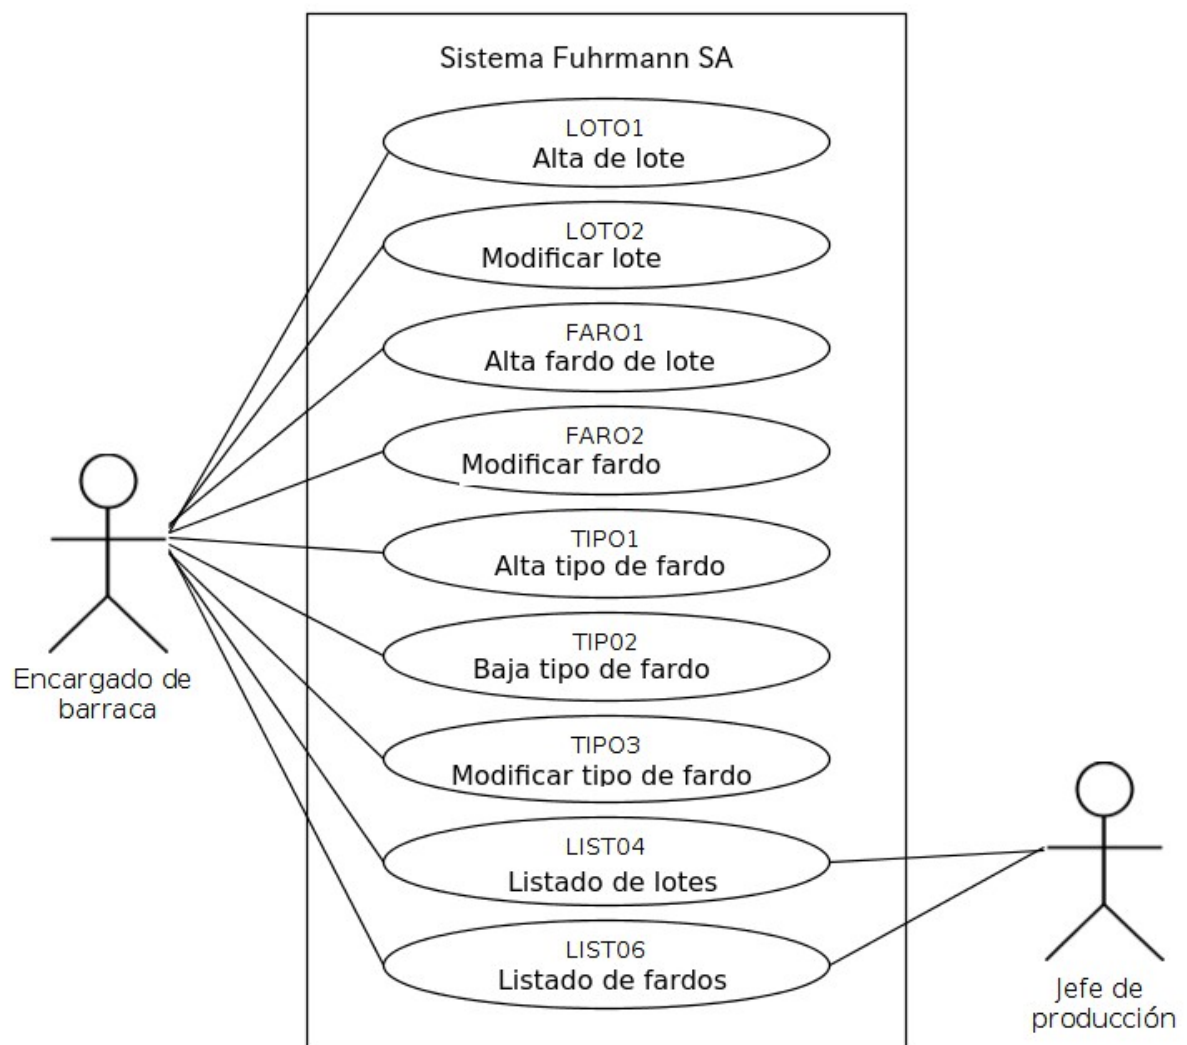 Sistema Fuhrmann SA
LOTO1
Alta de lote
LOTO2
Modificar lote
FARO1
Alta fardo de lote
FARO2
Modificar fardo
TIPO1
Alta tipo de fardo
TIP02
Baja tipo de fardo
TIPO3
Modificar tipo de fardo
LIST04
Listado de lotes
LIST06
Listado de fardos
Encargado de
barraca
Jefe de
producción